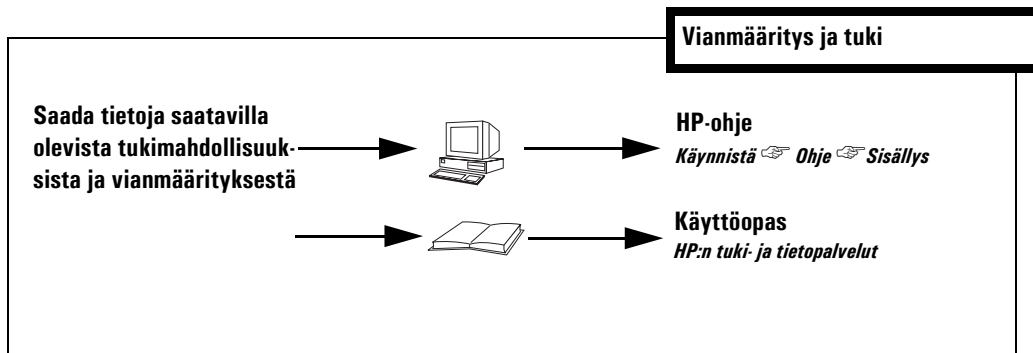 Vianmääritys ja tuki
Saada tietoja saatavilla
olevista tukimahdollisuuk-
sista ja vianmäärityksestä
HP-ohje
Käynnistä ☞ Ohje ☞ Sisällys
Käyttöopas
HP:n tuki- ja tietopalvelut